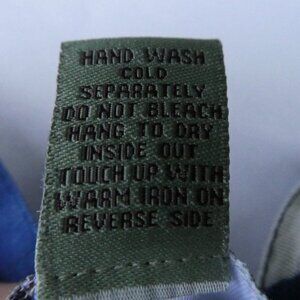 HAND WASH
COLD
SEPARATELY
DO NOT BLEACH
HANG TO DRY
INSIDE OUT
TOUCH UP WITH
WARM IRON ON
REVERSE SIDE